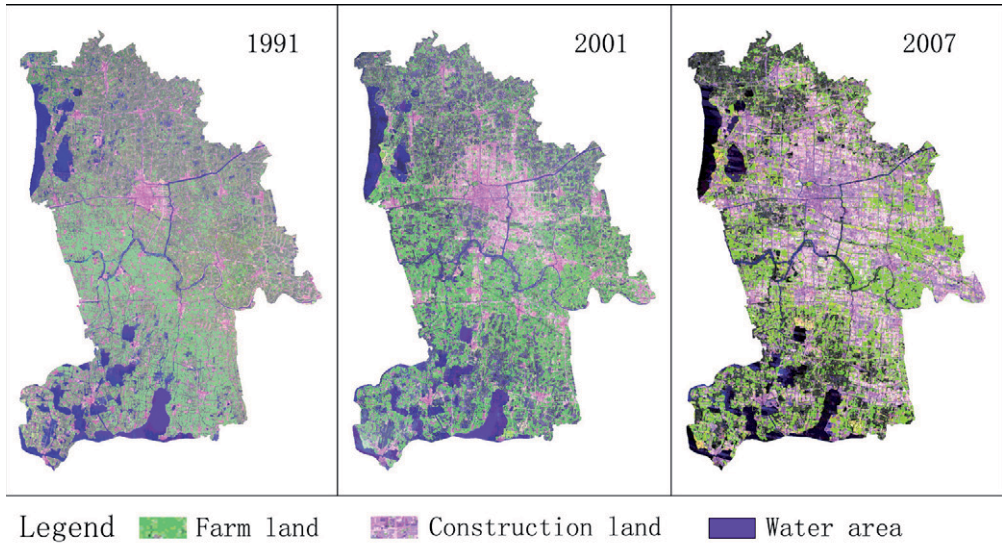 1991
2001
2007
Legend
Farm land
Construction land
Water area